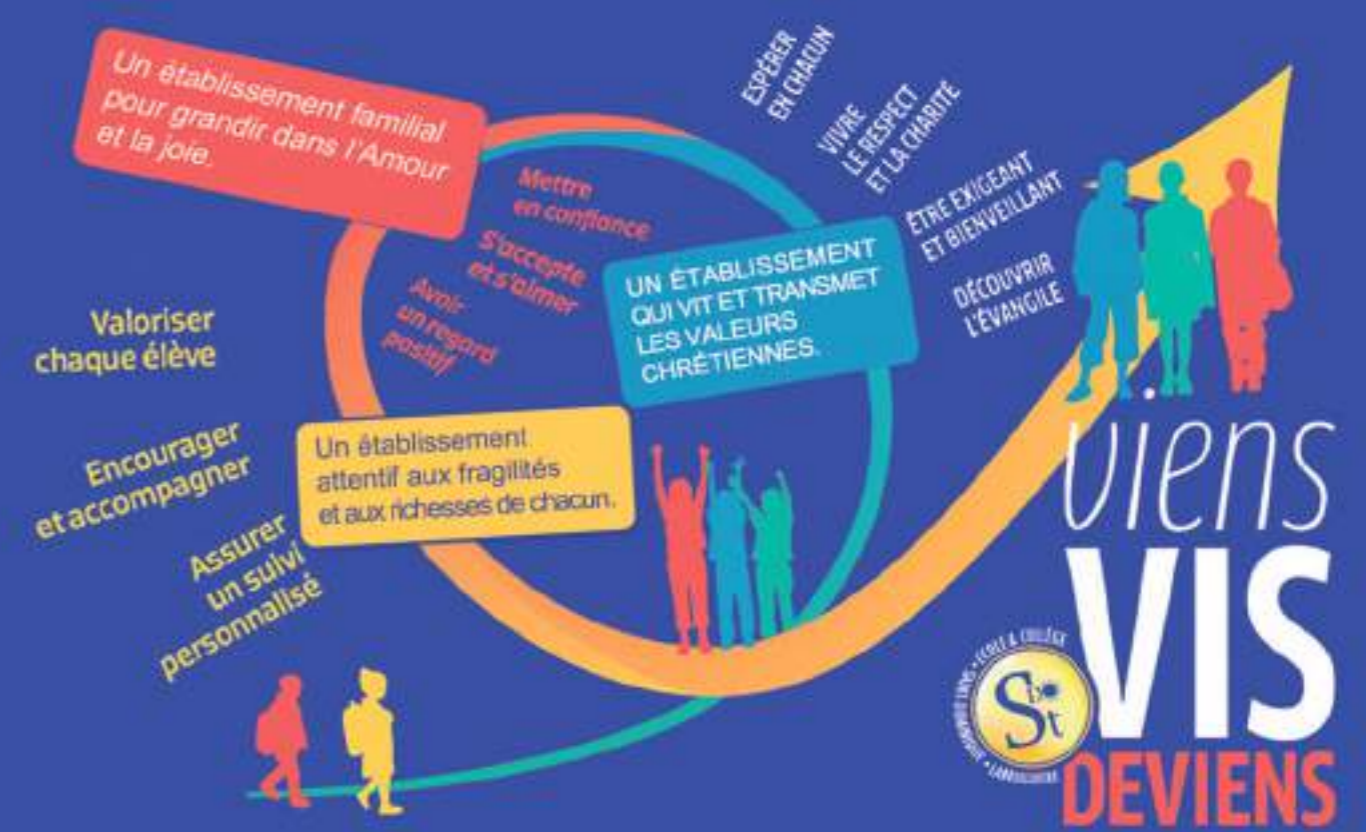 Un établissement familial
pour grandir dans l'Amour
et la joie.
Mettre
en confiance
S'accepte
et s'aimer
Avoir
un regard
positif
ESPÉRER
EN CHACUN
VIVRE
LE RESPECT
ET LA CHARITÉ
ÊTRE EXIGEANT
ET BIENVEILLANT
DÉCOUVRIR
L'ÉVANGILE
UN ÉTABLISSEMENT
QUI VIT ET TRANSMET
LES VALEURS
CHRÉTIENNES.
Valoriser
chaque élève
Encourager
et accompagner
Assurer
un suivi
personnalisé
Un établissement
attentif aux fragilités
et aux richesses de chacun.
viens
VIS
DEVIENS
ÉCOLE & COLLÈGE
St